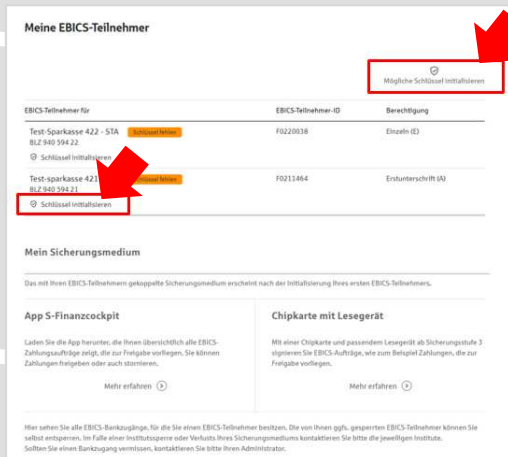 Meine EBICS-Teilnehmer
Mögliche Schlüssel initialisieren
EBICS-Teilnehmer für EBICS-Teilnehmer-ID Berechtigung
Test-Sparkasse 422 - STA Schlüssel fehlen F0220038 Einzeln (E)
BLZ 940 594 22
Schlüssel initialisieren
Test-sparkasse 421 Schlüssel fehlen F0211464 Erstunterschrift (A)
BLZ 940 594 21
Schlüssel initialisieren
Mein Sicherungsmedium
Das mit Ihren EBICS-Teilnehmern gekoppelte Sicherungsmedium erscheint nach der Initialisierung Ihres ersten EBICS-Teilnehmers.
App S-Finanzcockpit
Laden Sie die App herunter, die Ihnen übersichtlich alle EBICS-
Zahlungsaufträge zeigt, die zur Freigabe vorliegen. Sie können
Zahlungen freigeben oder auch stornieren.
Mehr erfahren
Chipkarte mit Lesegerät
Mit einer Chipkarte und passendem Lesegerät ab Sicherungsstufe 3
signieren Sie EBICS-Aufträge, wie zum Beispiel Zahlungen, die zur
Freigabe vorliegen.
Mehr erfahren
Hier sehen Sie alle EBICS-Bankzugänge, für die Sie einen EBICS-Teilnehmer besitzen. Die von Ihnen ggfs. gesperrten EBICS-Teilnehmer können Sie
selbst entsperren. Im Falle einer Institutssperre oder Verlusts Ihres Sicherungsmediums kontaktieren Sie bitte die jeweiligen Institute.
Sollten Sie einen Bankzugang vermissen, kontaktieren Sie bitte Ihren Administrator.